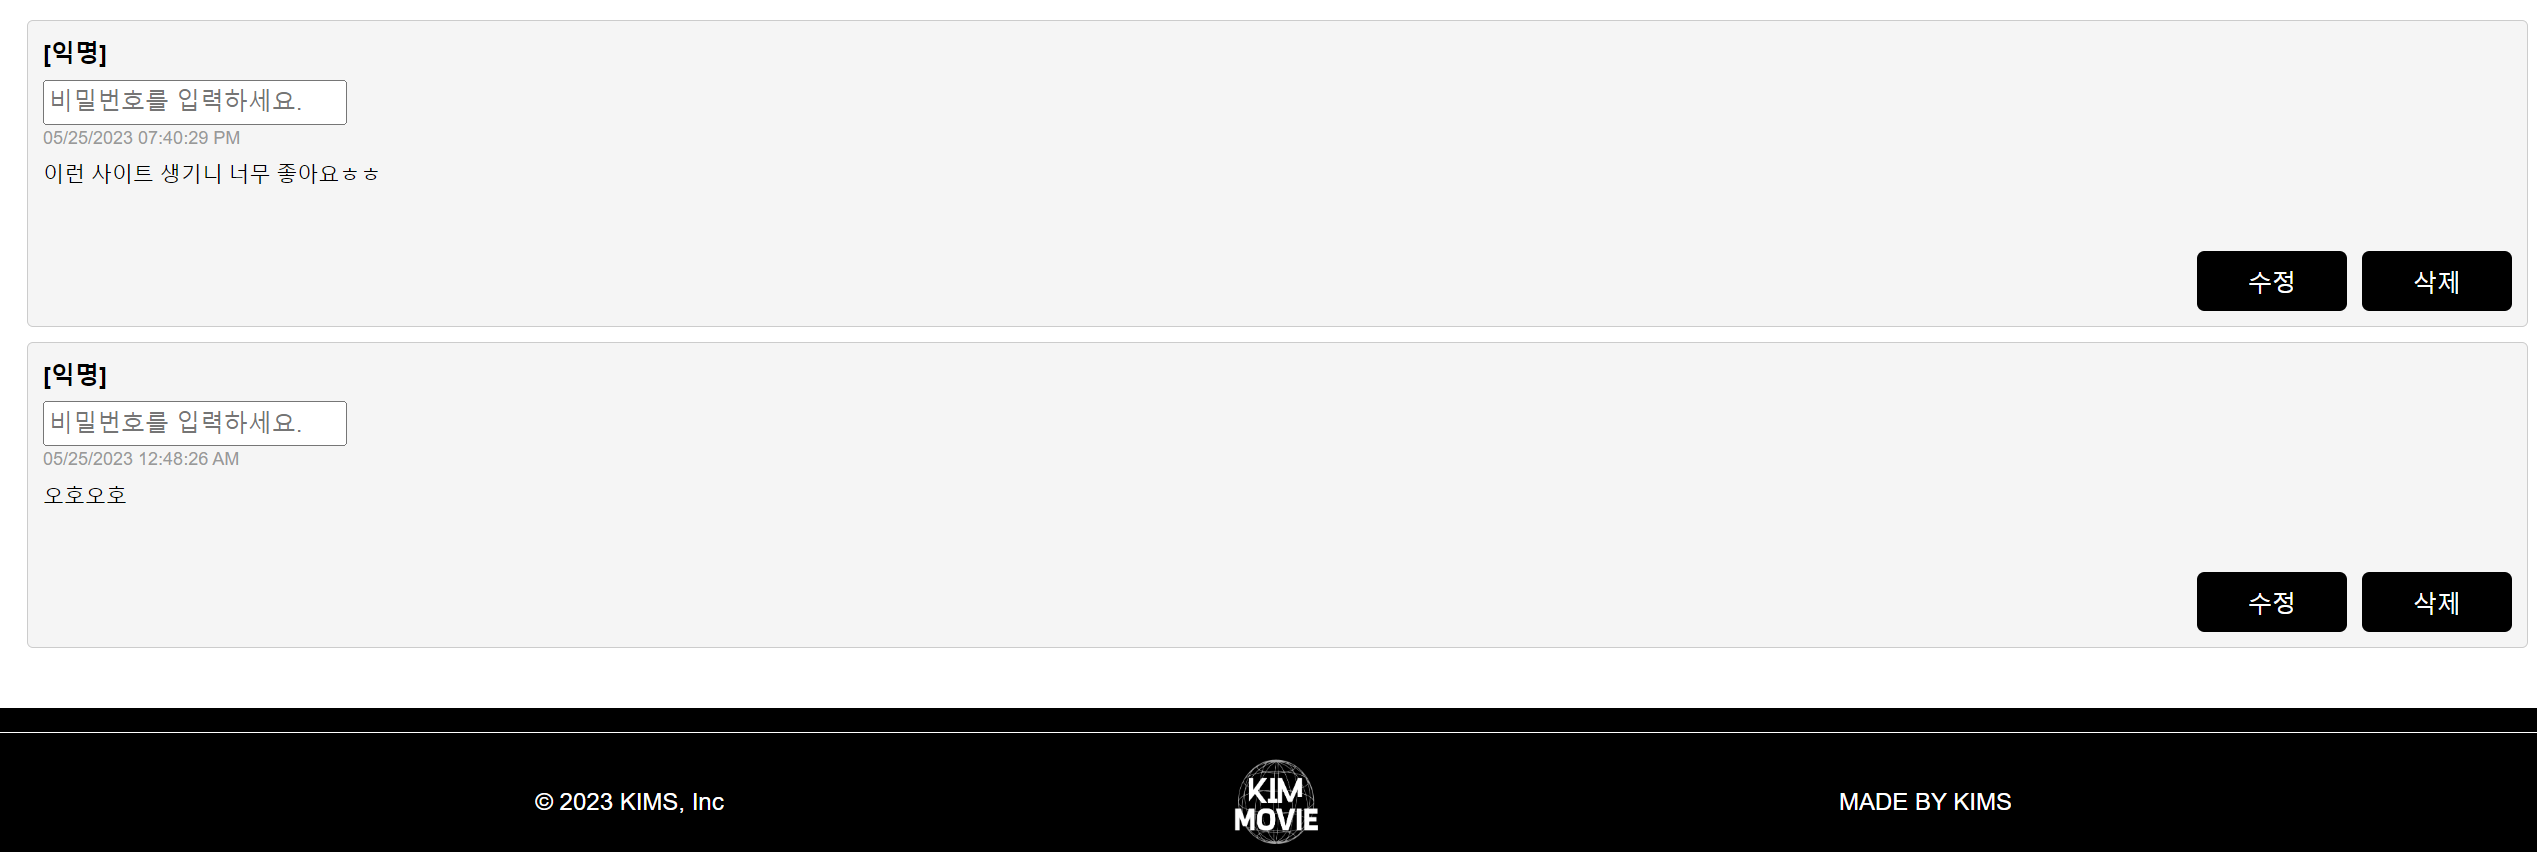 [익명]
비밀번호를 입력하세요.
05/25/2023 07:40:29 PM
이런 사이트 생기니 너무 좋아요ㅎㅎ
수정 삭제
[익명]
비밀번호를 입력하세요.
05/25/2023 12:48:26 AM
오호오호
수정 삭제
© 2023 KIMS, Inc
KIM
MOVIE
MADE BY KIMS